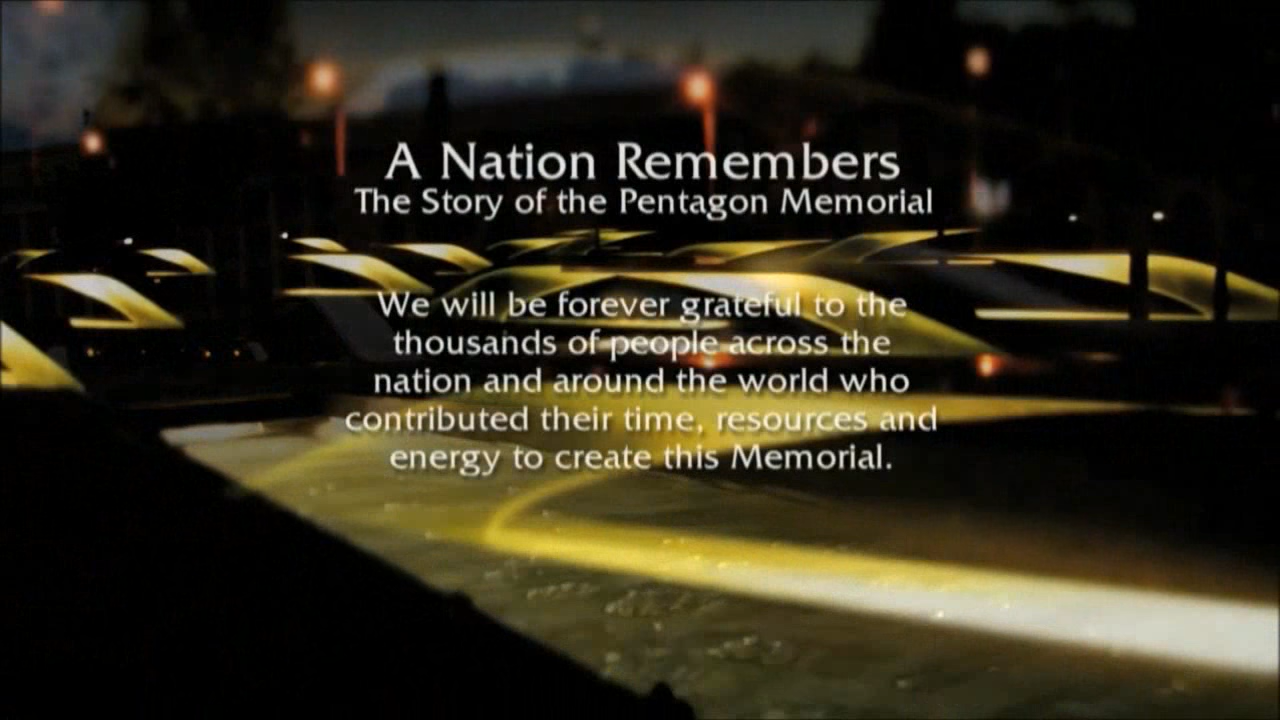 A Nation Remembers
The Story of the Pentagon Memorial
We will be forever grateful to the
thousands of people across the
nation and around the world who
contributed their time, resources and
energy to create this Memorial.